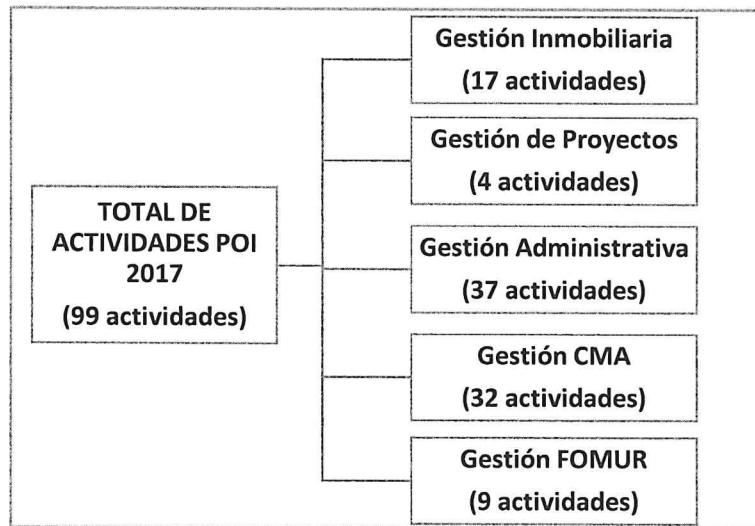 TOTAL DE
ACTIVIDADES POI
2017
(99 actividades)
Gestión Inmobiliaria
(17 actividades)
Gestión de Proyectos
(4 actividades)
Gestión Administrativa
(37 actividades)
Gestión CMA
(32 actividades)
Gestión FOMUR
(9 actividades)